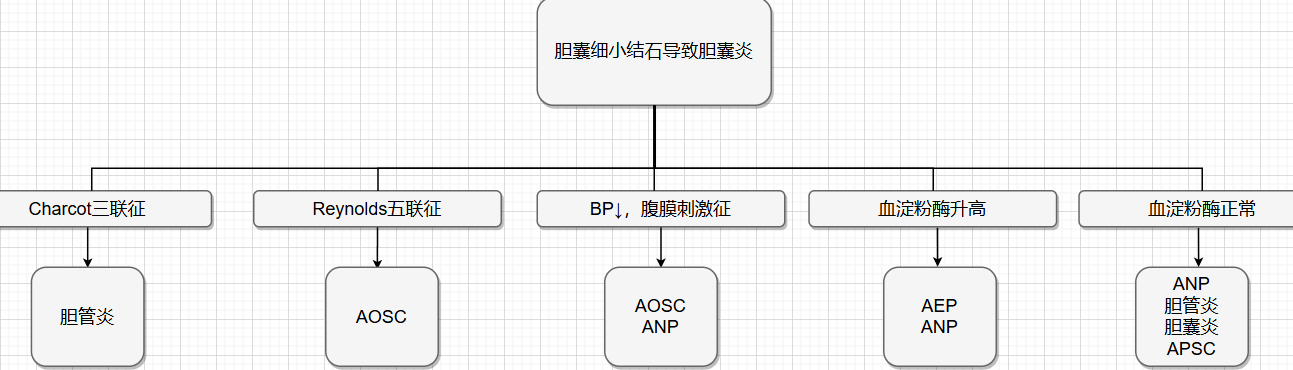 胆囊细小结石导致胆囊炎
Charcot三联征
Reynolds五联征
BP↓，腹膜刺激征
血淀粉酶升高
血淀粉酶正常
胆管炎
AOSC
AOSC
ANP
AEP
ANP
ANP
胆管炎
胆囊炎
APSC